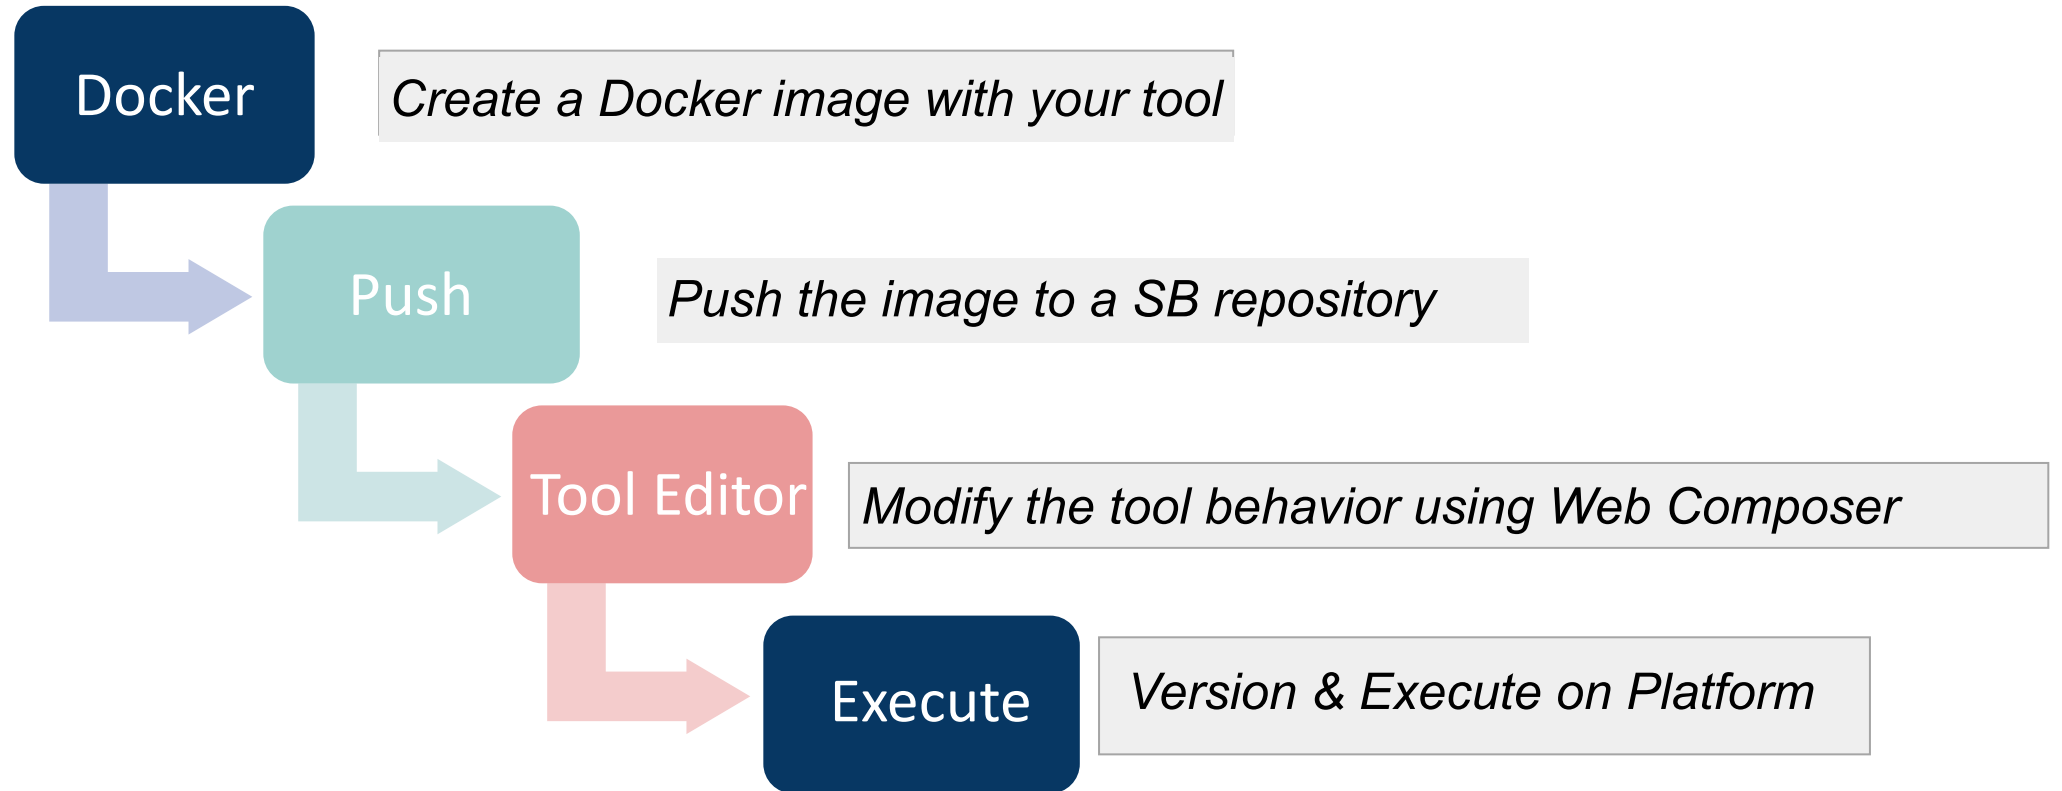 Docker
Create a Docker image with your tool
Push
Push the image to a SB repository
Tool Editor
Modify the tool behavior using Web Composer
Execute
Version & Execute on Platform